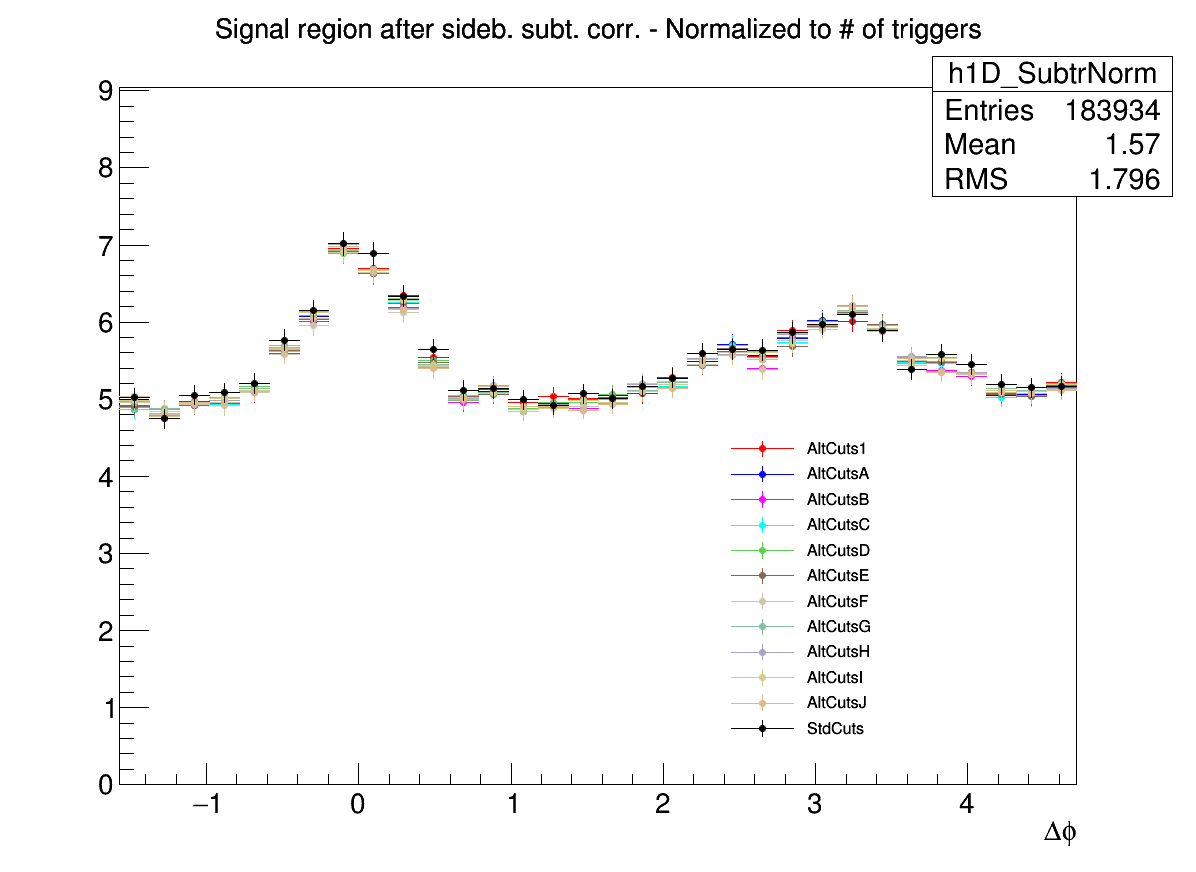 Signal region after sideb. subt. corr. - Normalized to # of triggers
h1D_SubtrNorm
Entries 183934
Mean 1.57
RMS 1.796
9
8
7
6
5
4
3
2
1
0
AltCuts1
AltCutsA
AltCutsB
AltCutsC
AltCutsD
AltCutsE
AltCutsF
AltCutsG
AltCutsH
AltCutsI
AltCutsJ
StdCuts
−1 0 1 2 3 4
Δϕ